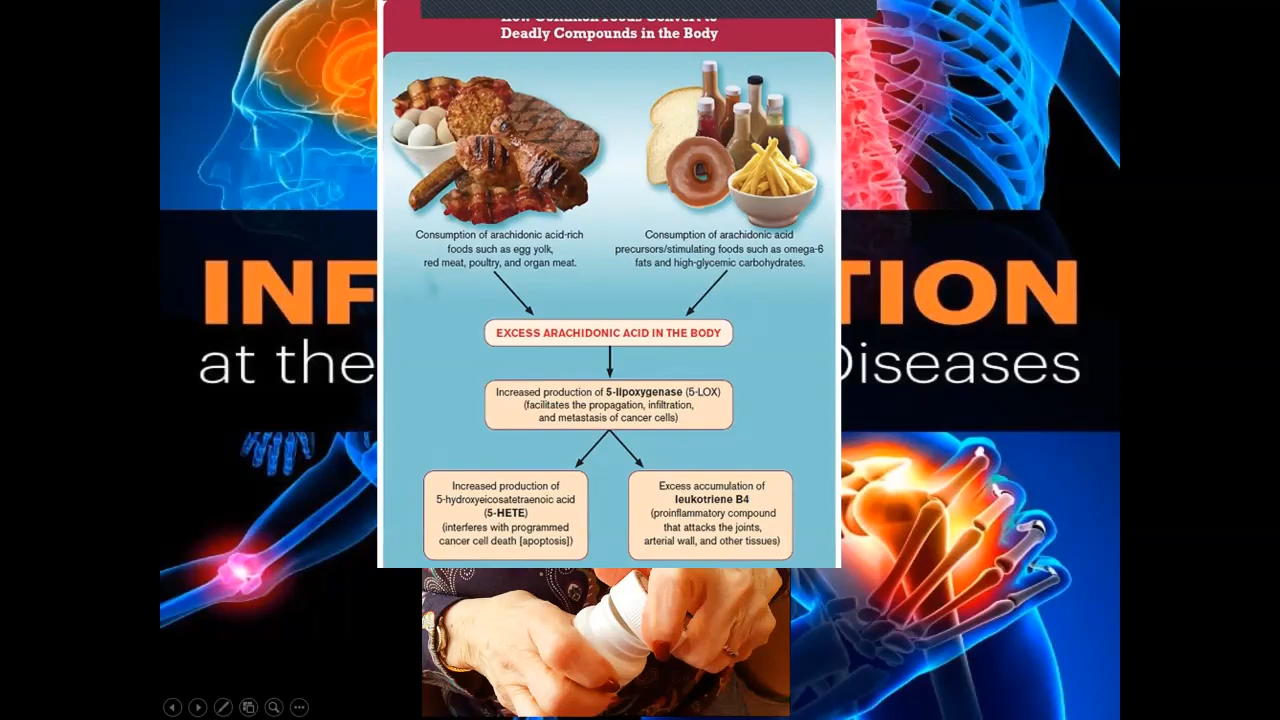 How Common Foods Convert to
Deadly Compounds in the Body
Consumption of arachidonic acid-rich
foods such as egg yolk,
red meat, poultry, and organ meat.
Consumption of arachidonic acid
precursors/stimulating foods such as omega-6
fats and high-glycemic carbohydrates.
INF
TION
at the
Diseases
EXCESS ARACHIDONIC ACID IN THE BODY
Increased production of 5-lipoxygenase (5-LOX)
(facilitates the propagation, infiltration,
and metastasis of cancer cells)
Increased production of
5-hydroxyeicosatetraenoic acid
(5-HETE)
(interferes with programmed
cancer cell death [apoptosis])
Excess accumulation of
leukotriene B4
(proinflammatory compound
that attacks the joints,
arterial wall, and other tissues)